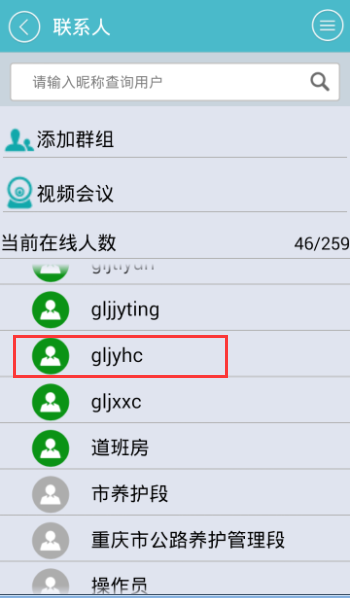 联系人
请输入昵称查询用户
添加群组
视频会议
当前在线人数 46/259
gljjyting
gljyhc
gljxxc
道班房
市养护段
重庆市公路养护管理段
操作员